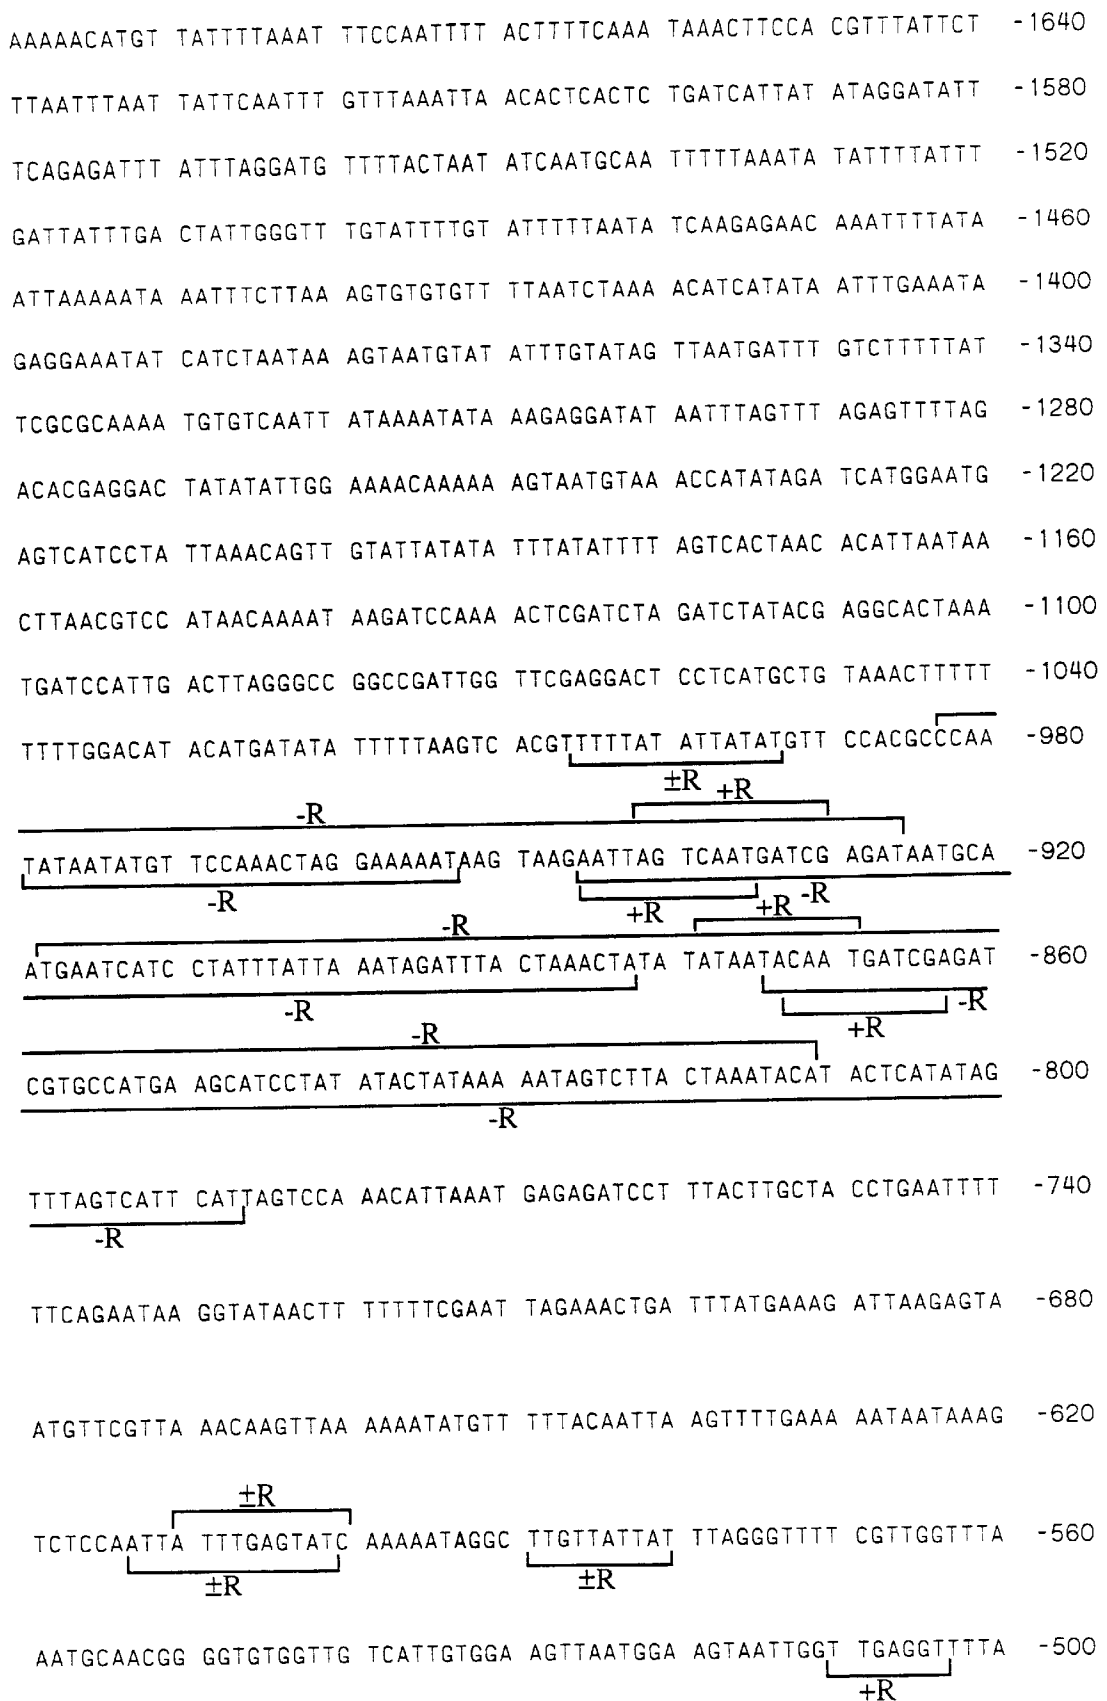 AAAAACATGT TATTTTAAAT TTCCAATTTT ACTTTTCAAA TAAACTTCCA CGTTTATTCT -1640
TTAATTTAAT TATTCAATTT GTTTAAATTA ACACTCACTC TGATCATTAT ATAGGATATT -1580
TCAGAGATTT ATTTAGGATG TTTTACTAAT ATCAATGCAA TTTTTAAATA TATTTTATTT -1520
GATTATTTGA CTATTGGGTT TGTATTTTGT ATTTTTAATA TCAAGAGAAC AAATTTTATA -1460
ATTAAAAATA AATTTCTTAA AGTGTGTGTT TTAATCTAAA ACATCATATA ATTTGAAATA -1400
GAGGAAATAT CATCTAATAA AGTAATGTAT ATTTGTATAG TTAATGATTT GTCTTTTTAT -1340
TCGCGCAAAA TGTGTCAATT ATAAAATATA AAGAGGATAT AATTTAGTTT AGAGTTTTAG -1280
ACACGAGGAC TATATATTGG AAAACAAAAA AGTAATGTAA ACCATATAGA TCATGGAATG -1220
AGTCATCCTA TTAAACAGTT GTATTATATA TTTATATTTT AGTCACTAAC ACATTAATAA -1160
CTTAACGTCC ATAACAAAAT AAGATCCAAA ACTCGATCTA GATCTATACG AGGCACTAAA -1100
TGATCCATTG ACTTAGGGCC GGCCGATTGG TTCGAGGACT CCTCATGCTG TAAACTTTTT -1040
TTTTGGACAT ACATGATATA TTTTTAAGTC ACGTTTTTAT ATTATATGTT CCACGCCCAA -980
±R
+R
-R
TATAATATGT TTCCAAACTAG GAAAAATAAG TAAGAATTAG TCAATGATCG AGATAATGCA -920
-R
+R
-R
-R
+R
ATGAATCATC CTATTTATTA AATAGATTTA CTAAACTATA TATAATACAA TGATCGAGAT -860
-R
+R
-R
-R
CGTGCCATGA AGCATCCTAT ATACTATAAA AATAGTCTTA CTAAATACAT ACTCATATAG -800
-R
TTTAGTCATT CATTAGTCCA AACATTAAAT GAGAGATCCT TTACTTGCTA CCTGAATTTT -740
-R
TTCAGAATAA GGTATAACTT TTTTTCGAAT TAGAAACTGA TTTATGAAAG ATTAAGAGTA -680
ATGTTCGTTA AACAAGTTAA AAAATATGTT TTTACAATTA AGTTTTGAAA AATAATAAAG -620
±R
TCTCCAATTA TTTGAGTATC AAAAATAGGC TTGTTATTAT TTAGGGTTTT CGTTGGTTTA -560
±R
±R
AATGCAACGG GGTGTGGTTG TCATTGTGGA AGTTAATGGA AGTAATTGGT TGAGGTTTTA -500
+R